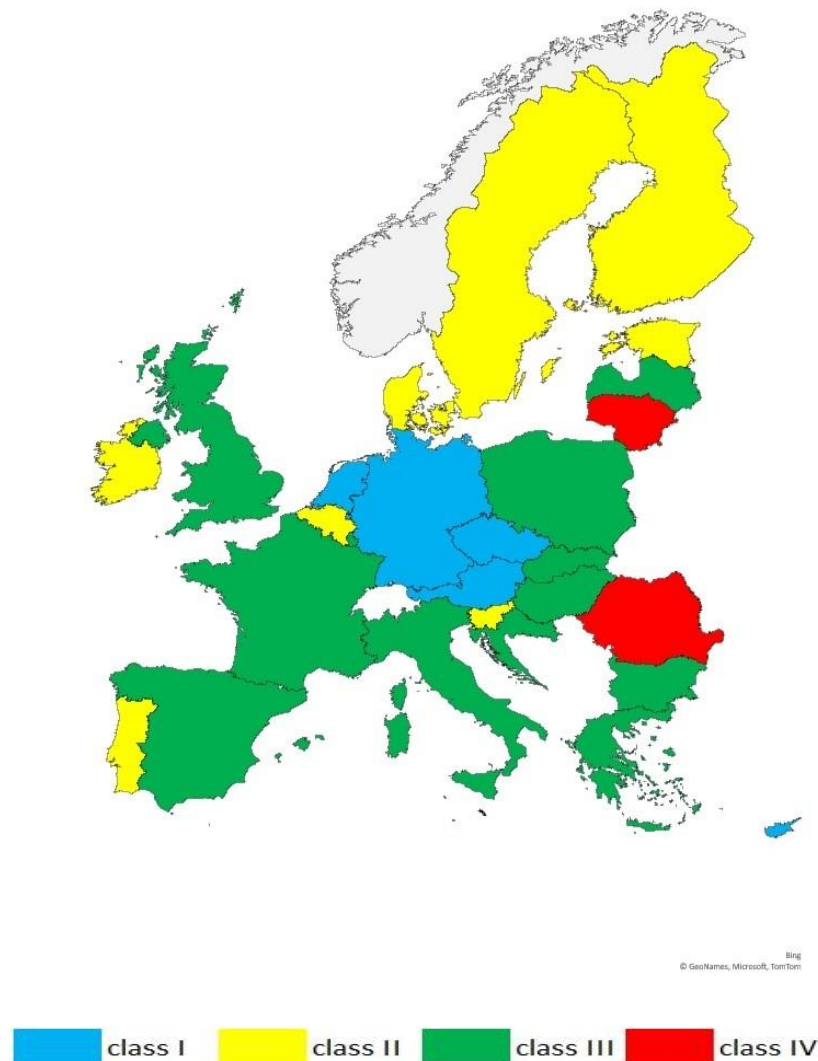 Bing
© GeoNames, Microsoft, TomTom
class I
class II
class III
class IV